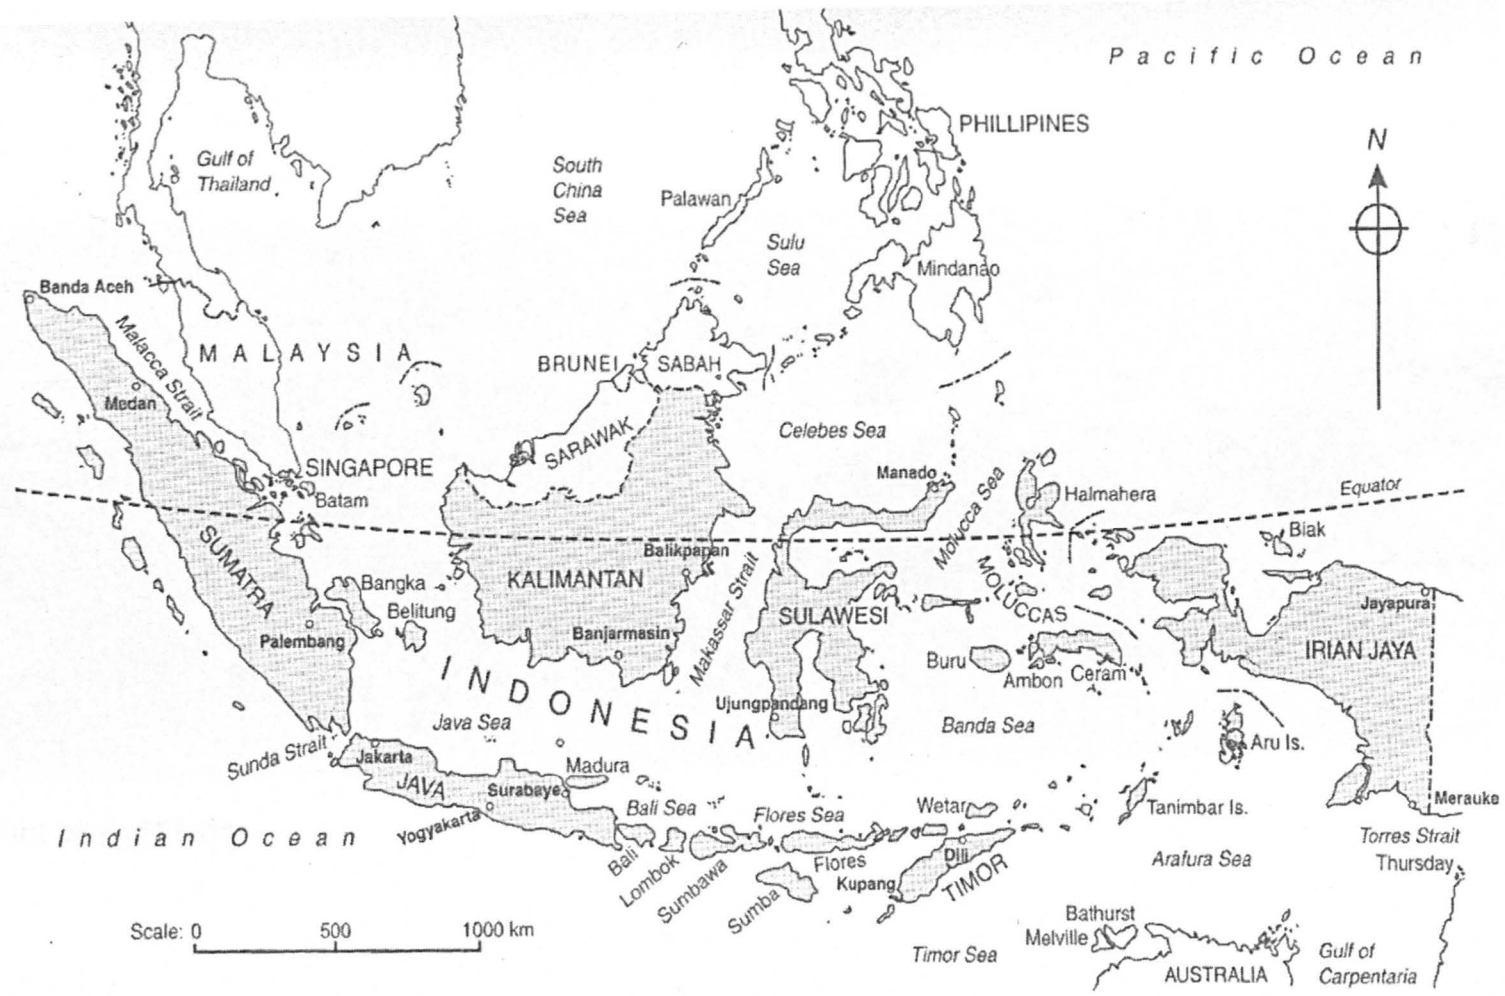 Pacific Ocean
N
PHILLIPINES
Gulf of
Thailand
South
China
Sea
Palawan
Sulu
Sea
Mindanao
Banda Aceh
Malacca Strait
MALAYSIA
BRUNEI
SABAH
Medan
SARAWAK
Celebes Sea
SINGAPORE
Batam
Manado
Molucca Sea
Halmahera
Equator
Biak
SUMATRA
Balikpapan
KALIMANTAN
Makassar Strait
Bangka
Belitung
SULAWESI
MOLUCCAS
Jayapura
Palembang
Banjarmasin
IRIAN JAYA
Buru
Ambon
Ceram
INDONESIA
Ujungpandang
Java Sea
Banda Sea
Aru Is.
Sunda Strait
Jakarta
JAVA
Madura
Surabaye
Bali Sea
Flores Sea
Wetar
Tanimbar Is.
Merauke
Indian Ocean
Yogyakarta
Torres Strait
Thursday
Bali
Lombok
Sumbawa
Sumba
Flores
Kupang
Dili
TIMOR
Arafura Sea
Scale: 0 500 1000 km
Bathurst
Melville
Timor Sea
AUSTRALIA
Gulf of
Carpentaria